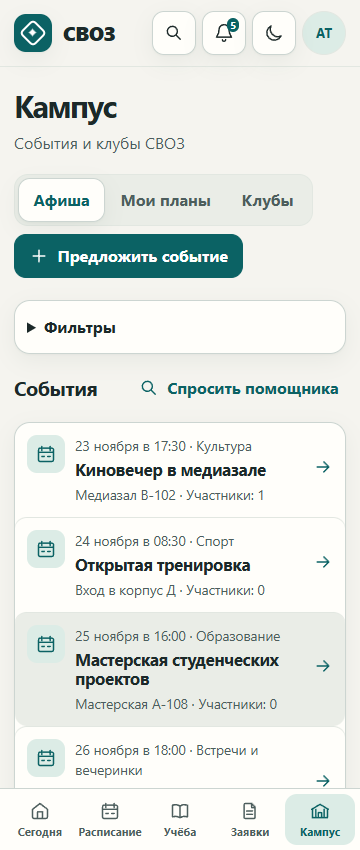 СВОЗ
5
АТ
Кампус
События и клубы СВОЗ
Афиша Мои планы Клубы
Предложить событие
Фильтры
События Спросить помощника
23 ноября в 17:30 · Культура
Киновечер в медиазале
Медиазал В-102 · Участники: 1
24 ноября в 08:30 · Спорт
Открытая тренировка
Вход в корпус Д · Участники: 0
25 ноября в 16:00 · Образование
Мастерская студенческих
проектов
Мастерская А-108 · Участники: 0
26 ноября в 18:00 · Встречи и
вечеринки
Сегодня Расписание Учёба Заявки Кампус